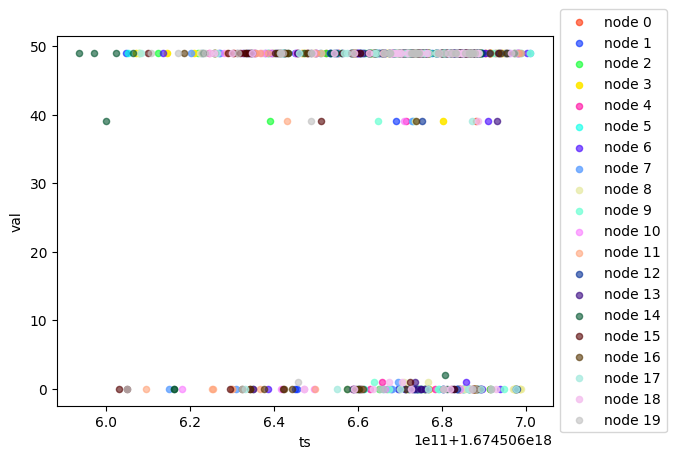 50
40
30
20
10
0
val
6.0
6.2
6.4
6.6
6.8
7.0
ts
1e11+1.674506e18
node 0
node 1
node 2
node 3
node 4
node 5
node 6
node 7
node 8
node 9
node 10
node 11
node 12
node 13
node 14
node 15
node 16
node 17
node 18
node 19